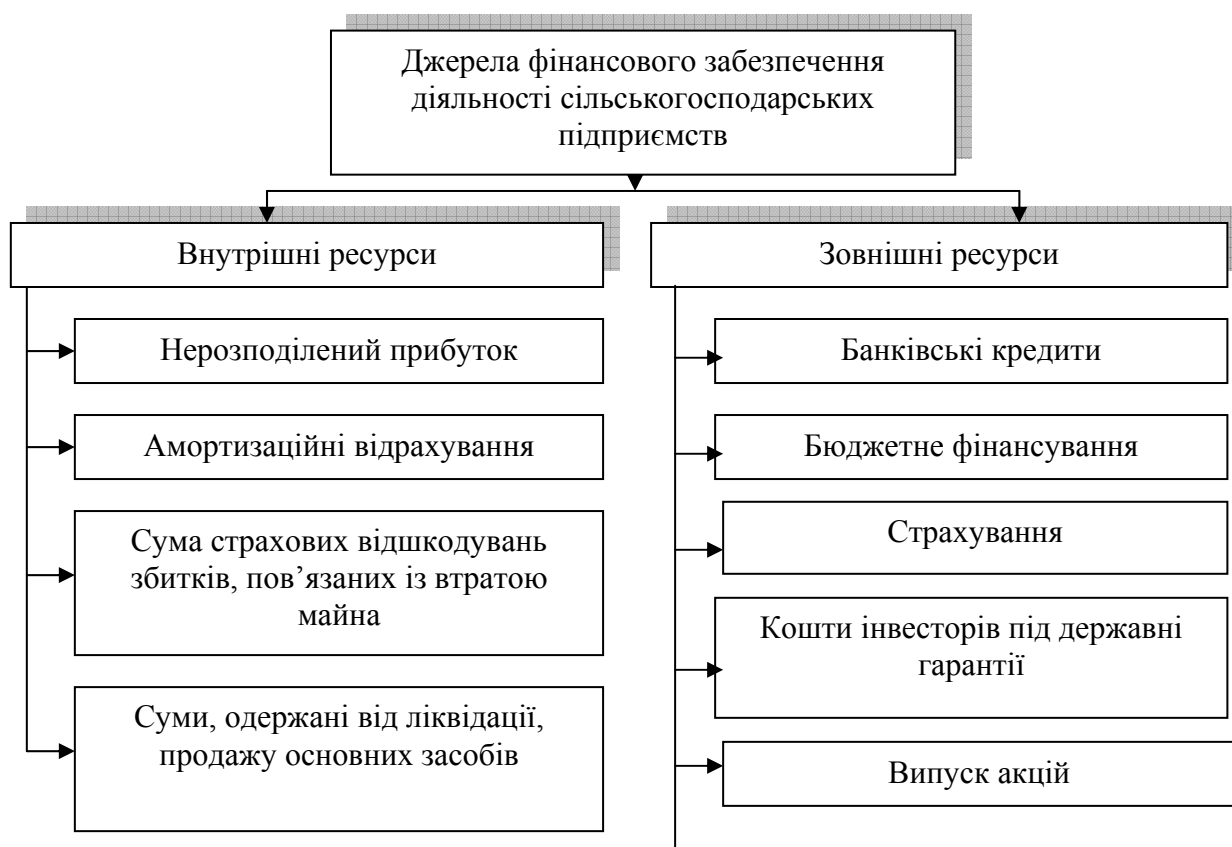 Джерела фінансового забезпечення
діяльності сільськогосподарських
підприємств
Внутрішні ресурси
Нерозподілений прибуток
Амортизаційні відрахування
Сума страхових відшкодувань
збитків, пов’язаних із втратою
майна
Суми, одержані від ліквідації,
продажу основних засобів
Зовнішні ресурси
Банківські кредити
Бюджетне фінансування
Страхування
Кошти інвесторів під державні
гарантії
Випуск акцій